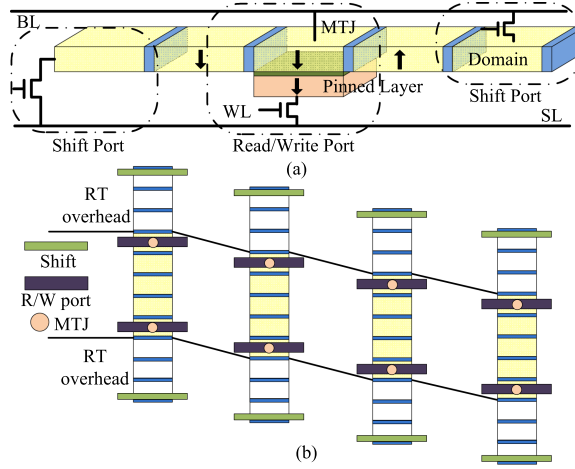 BL
MTJ
Domain
Pinned Layer
WL
Shift Port
SL
Shift Port
Read/Write Port
(a)
RT
overhead
Shift
R/W port
MTJ
RT
overhead
(b)